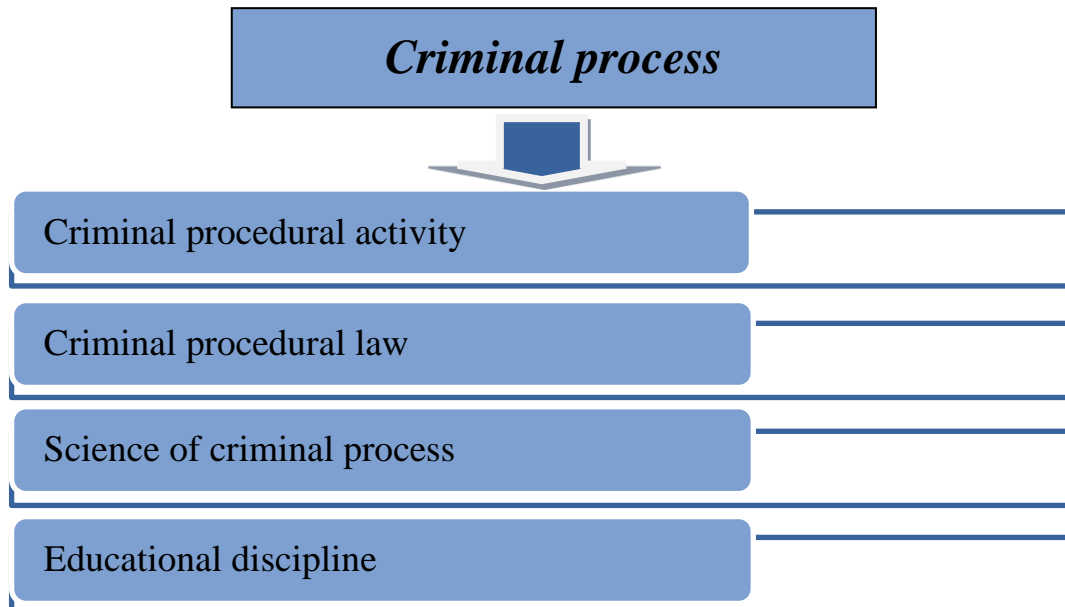 Criminal process
Criminal procedural activity
Criminal procedural law
Science of criminal process
Educational discipline